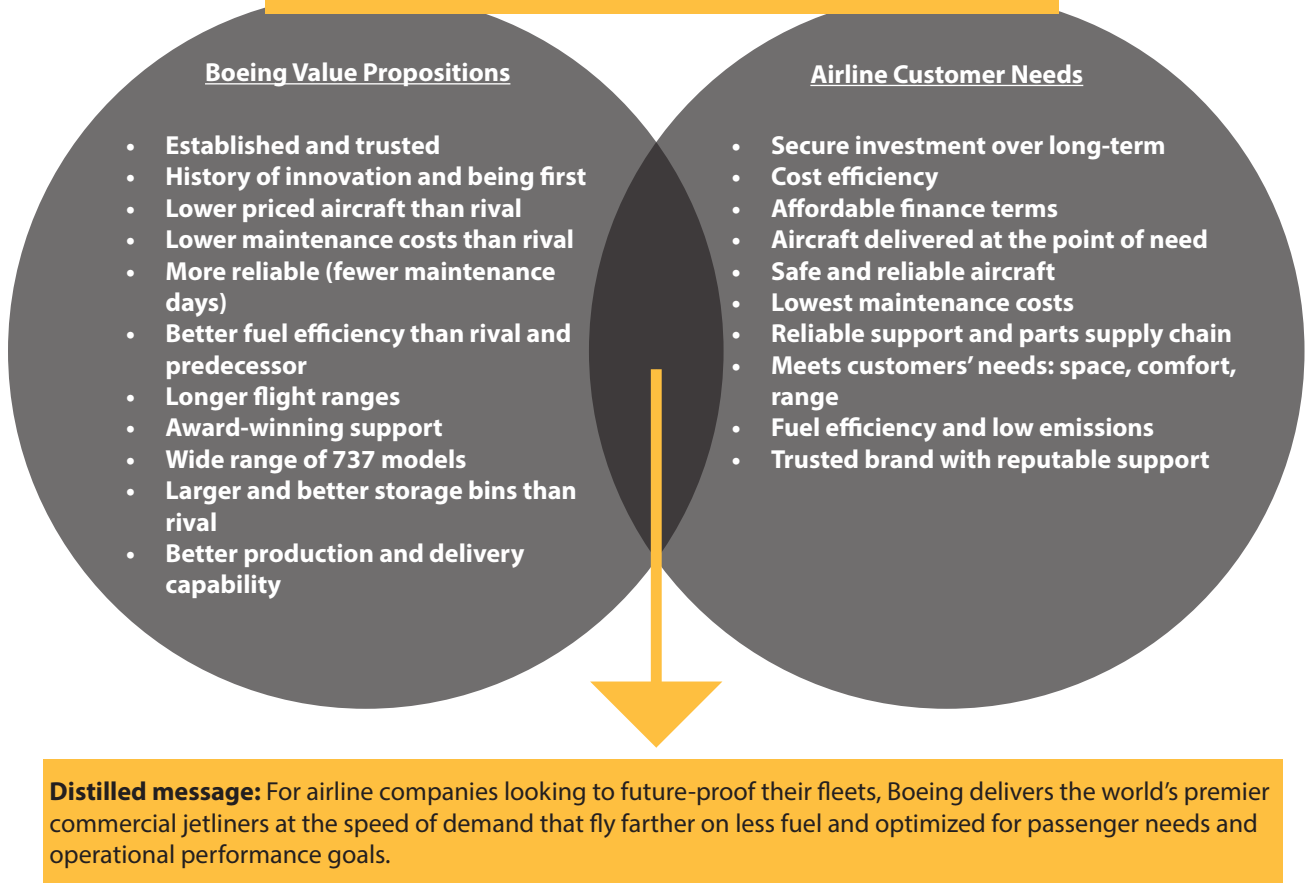 Boeing Value Propositions
• Established and trusted
• History of innovation and being first
• Lower priced aircraft than rival
• Lower maintenance costs than rival
• More reliable (fewer maintenance
days)
• Better fuel efficiency than rival and
predecessor
• Longer flight ranges
• Award-winning support
• Wide range of 737 models
• Larger and better storage bins than
rival
• Better production and delivery
capability
Airline Customer Needs
• Secure investment over long-term
• Cost efficiency
• Affordable finance terms
• Aircraft delivered at the point of need
• Safe and reliable aircraft
• Lowest maintenance costs
• Reliable support and parts supply chain
• Meets customers’ needs: space, comfort,
range
• Fuel efficiency and low emissions
• Trusted brand with reputable support
Distilled message: For airline companies looking to future-proof their fleets, Boeing delivers the world’s premier
commercial jetliners at the speed of demand that fly farther on less fuel and optimized for passenger needs and
operational performance goals.